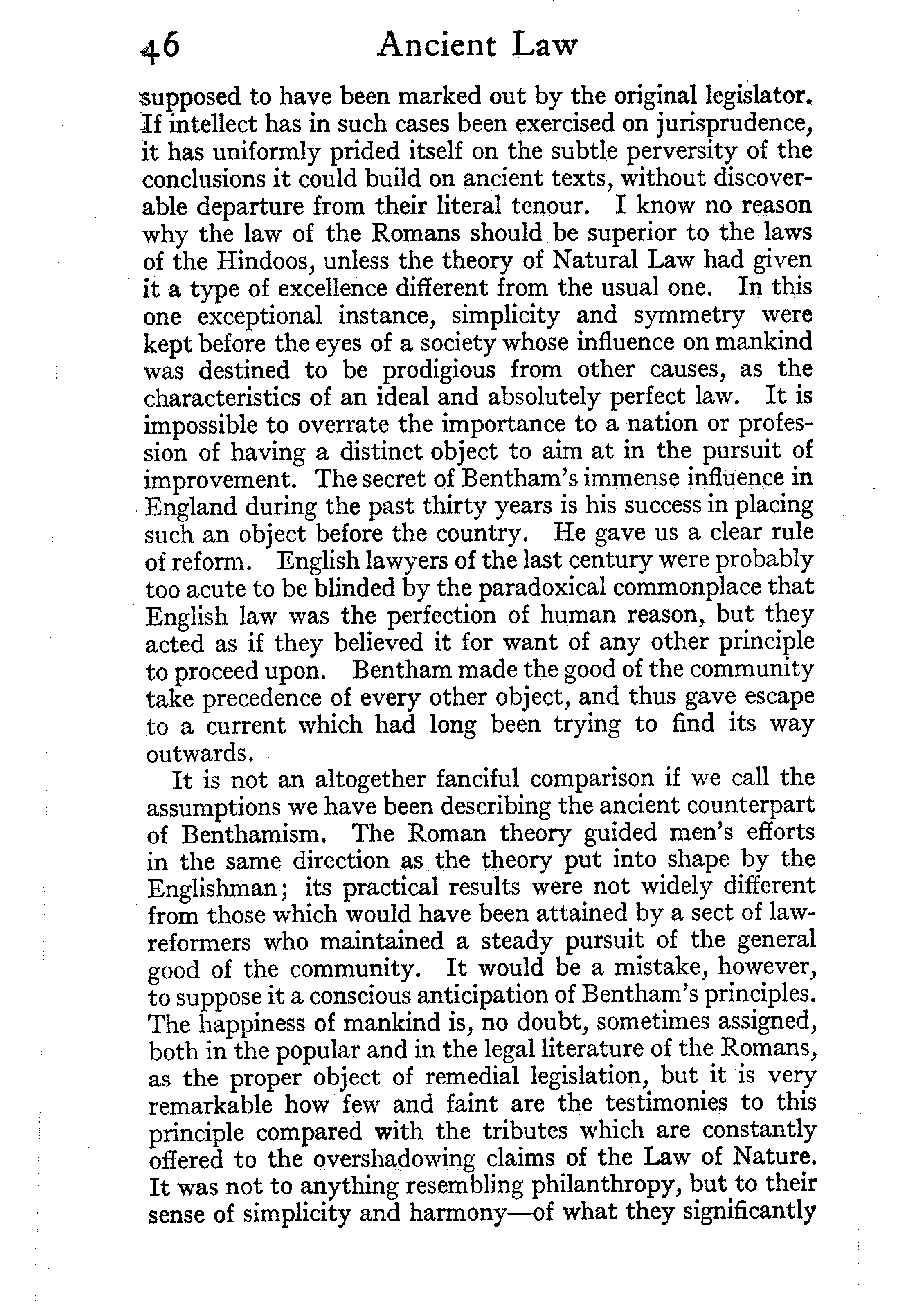 46 Ancient Law
supposed to have been marked out by the original legislator.
If intellect has in such cases been exercised on jurisprudence,
it has uniformly prided itself on the subtle perversity of the
conclusions it could build on ancient texts, without discover-
able departure from their literal tenour. I know no reason
why the law of the Romans should be superior to the laws
of the Hindoos, unless the theory of Natural Law had given
it a type of excellence different from the usual one. In this
one exceptional instance, simplicity and symmetry were
kept before the eyes of a society whose influence on mankind
was destined to be prodigious from other causes, as the
characteristics of an ideal and absolutely perfect law. It is
impossible to overrate the importance to a nation or profes-
sion of having a distinct object to aim at in the pursuit of
improvement. The secret of Bentham's immense influence in
England during the past thirty years is his success in placing
such an object before the country. He gave us a clear rule
of reform. English lawyers of the last century were probably
too acute to be blinded by the paradoxical commonplace that
English law was the perfection of human reason, but they
acted as if they believed it for want of any other principle
to proceed upon. Bentham made the good of the community
take precedence of every other object, and thus gave escape
to a current which had long been trying to find its way
outwards.
It is not an altogether fanciful comparison if we call the
assumptions we have been describing the ancient counterpart
of Benthamism. The Roman theory guided men's efforts
in the same direction as the theory put into shape by the
Englishman; its practical results were not widely different
from those which would have been attained by a sect of law-
reformers who maintained a steady pursuit of the general
good of the community. It would be a mistake, however,
to suppose it a conscious anticipation of Bentham's principles.
The happiness of mankind is, no doubt, sometimes assigned,
both in the popular and in the legal literature of the Romans,
as the proper object of remedial legislation, but it is very
remarkable how few and faint are the testimonies to this
principle compared with the tributes which are constantly
offered to the overshadowing claims of the Law of Nature.
It was not to anything resembling philanthropy, but to their
sense of simplicity and harmony—of what they significantly